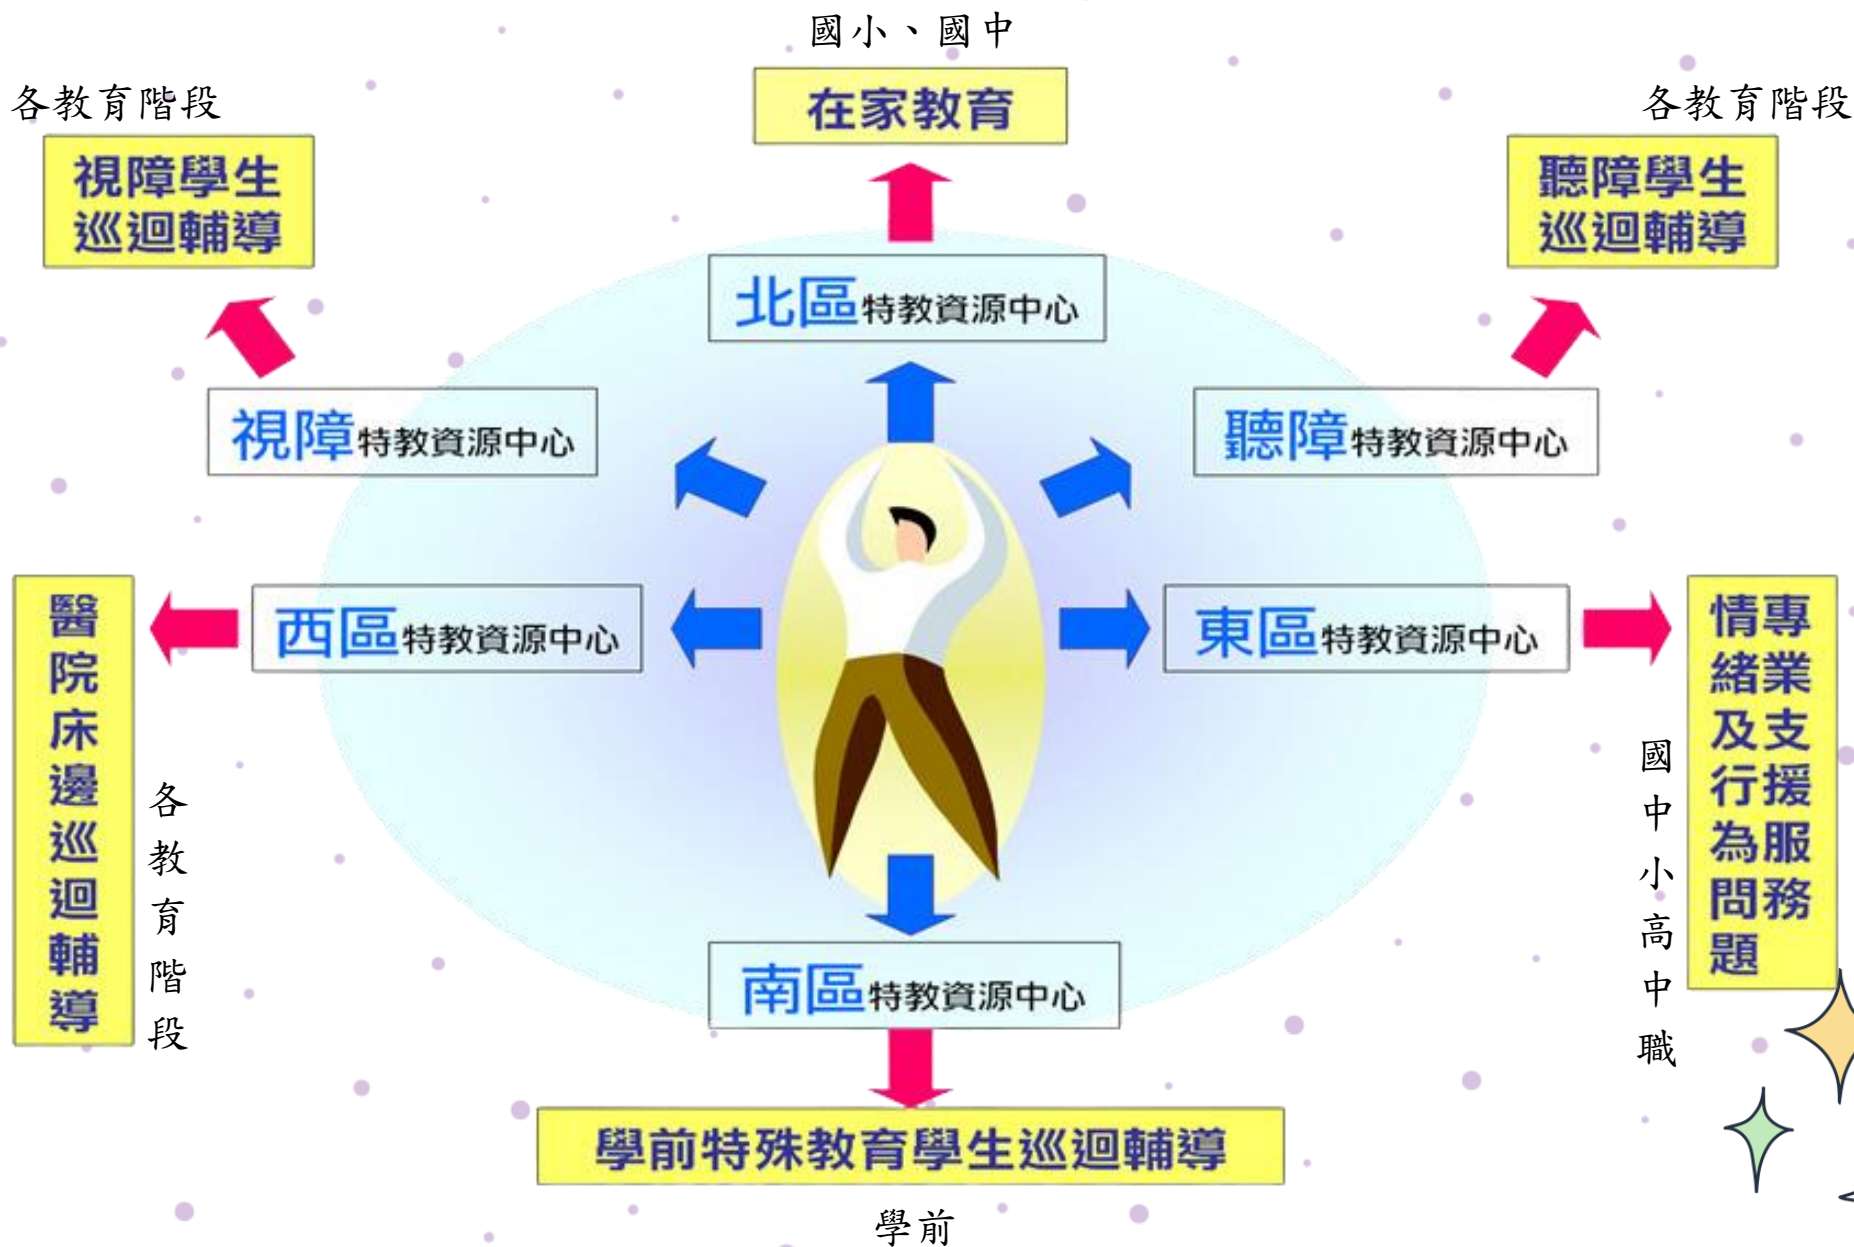 國小、國中
在家教育
各教育階段
視障學生
巡迴輔導
各教育階段
聽障學生
巡迴輔導
北區特教資源中心
視障特教資源中心
聽障特教資源中心
西區特教資源中心
東區特教資源中心
醫院床邊巡迴輔導
各教育階段
專業支援服務
情緒及行為問題
國中小高中職
南區特教資源中心
學前特殊教育學生巡迴輔導
學前